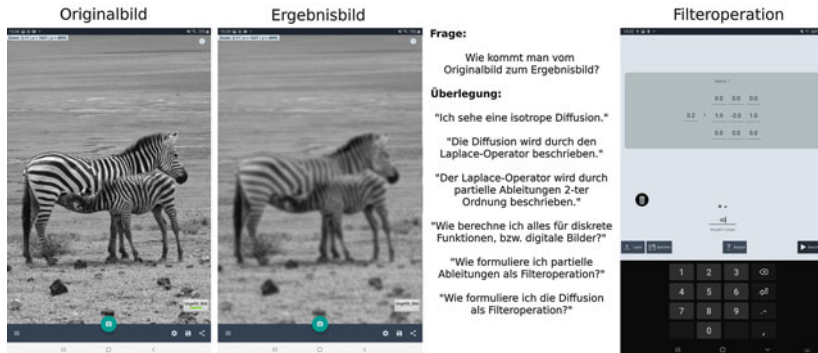 Originalbild
Ergebnisbild
Filteroperation
Frage:
Wie kommt man vom
Originalbild zum Ergebnisbild?
Überlegung:
"Ich sehe eine isotrope Diffusion."
"Die Diffusion wird durch den
Laplace-Operator beschrieben."
"Der Laplace-Operator wird durch
partielle Ableitungen 2-ter
Ordnung beschrieben."
"Wie berechne ich alles für diskrete
Funktionen, bzw. digitale Bilder?"
"Wie formuliere ich partielle
Ableitungen als Filteroperation?"
"Wie formuliere ich die Diffusion
als Filteroperation?"
0.0 0.0 0.0
0.2 * 1.0 -2.0 1.0
0.0 0.0 0.0
40
1 2 3
4 5 6
7 8 9 .-
0 ,